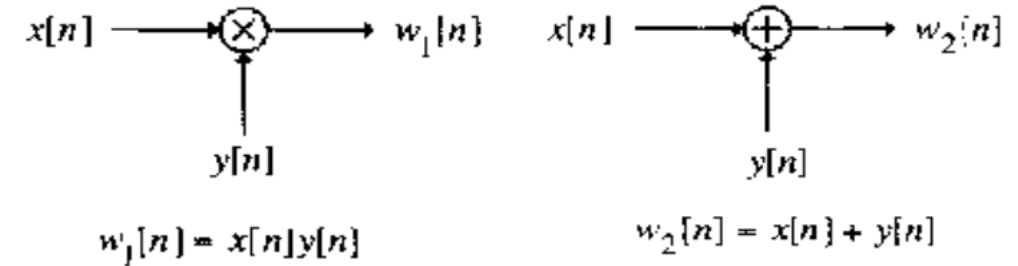 x[n] ⊗ w₁[n] x[n] ⊕ w₂[n]
y[n] y[n]
w₁[n] = x[n]y[n] w₂[n] = x[n] + y[n]